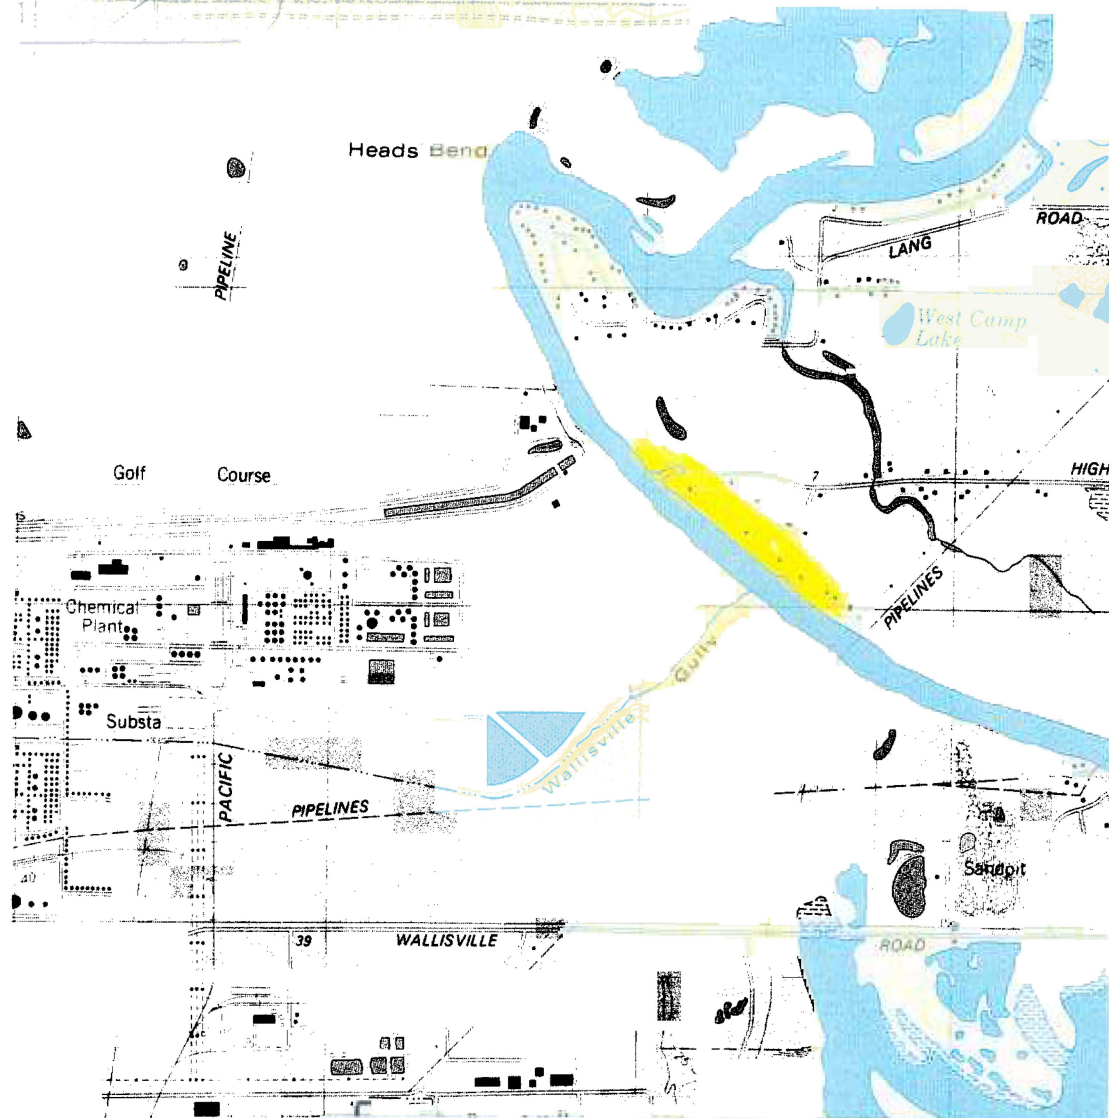 Heads Bend
PIPELINE
LANG
ROAD
West Camp
Lake
Golf Course
7
HIGH
Chemical
Plant
PIPELINES
Gully
Substa
Wallisville
PACIFIC
PIPELINES
Sandpit
40
39
WALLISVILLE
ROAD